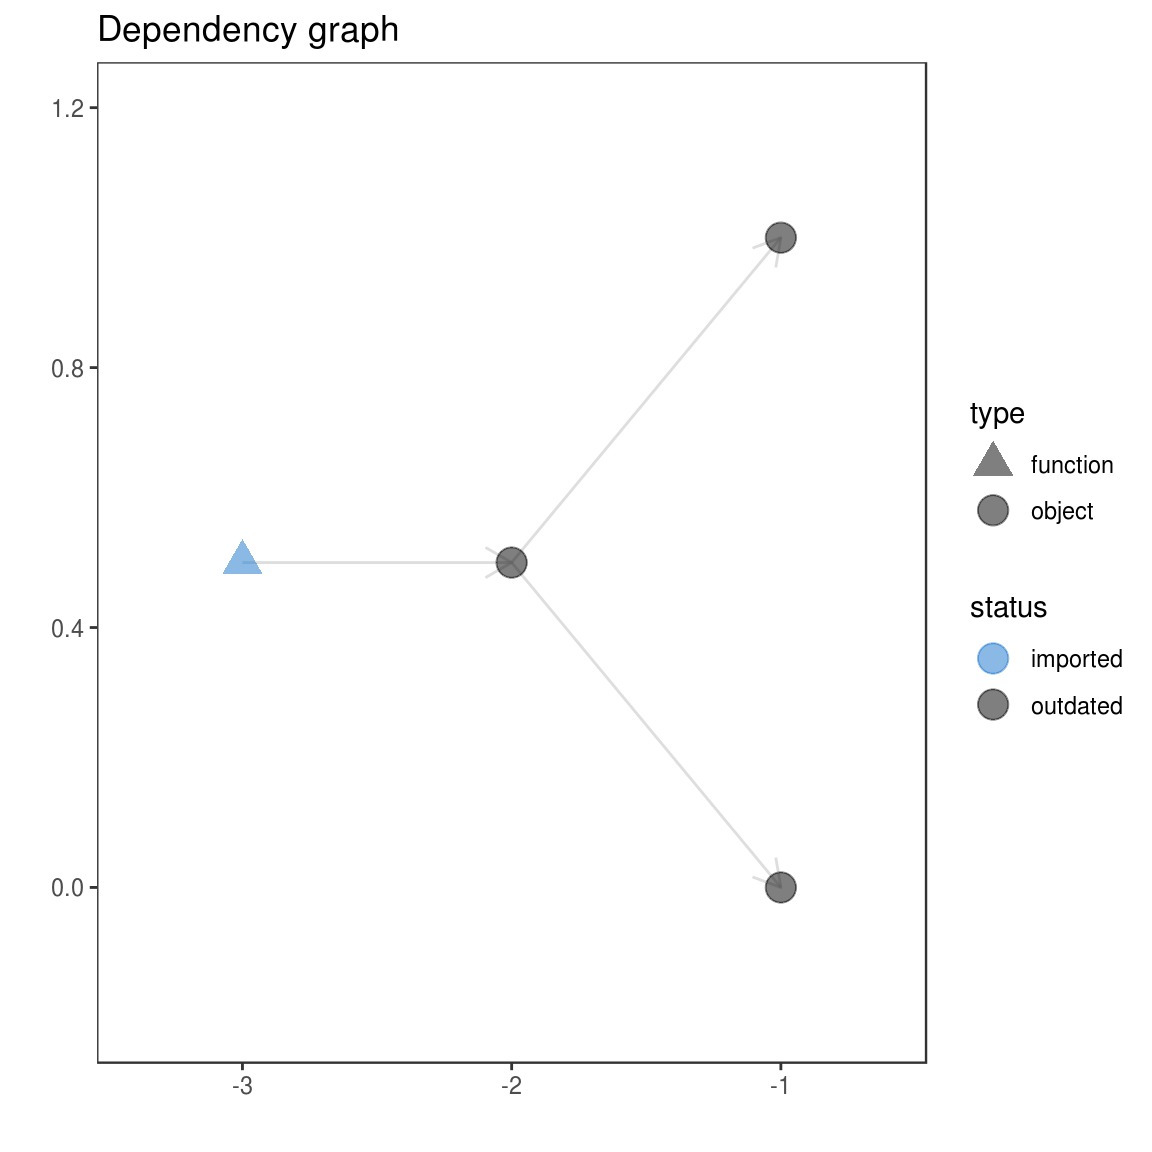 Dependency graph
1.2
0.8
0.4
0.0
-3
-2
-1
type
function
object
status
imported
outdated